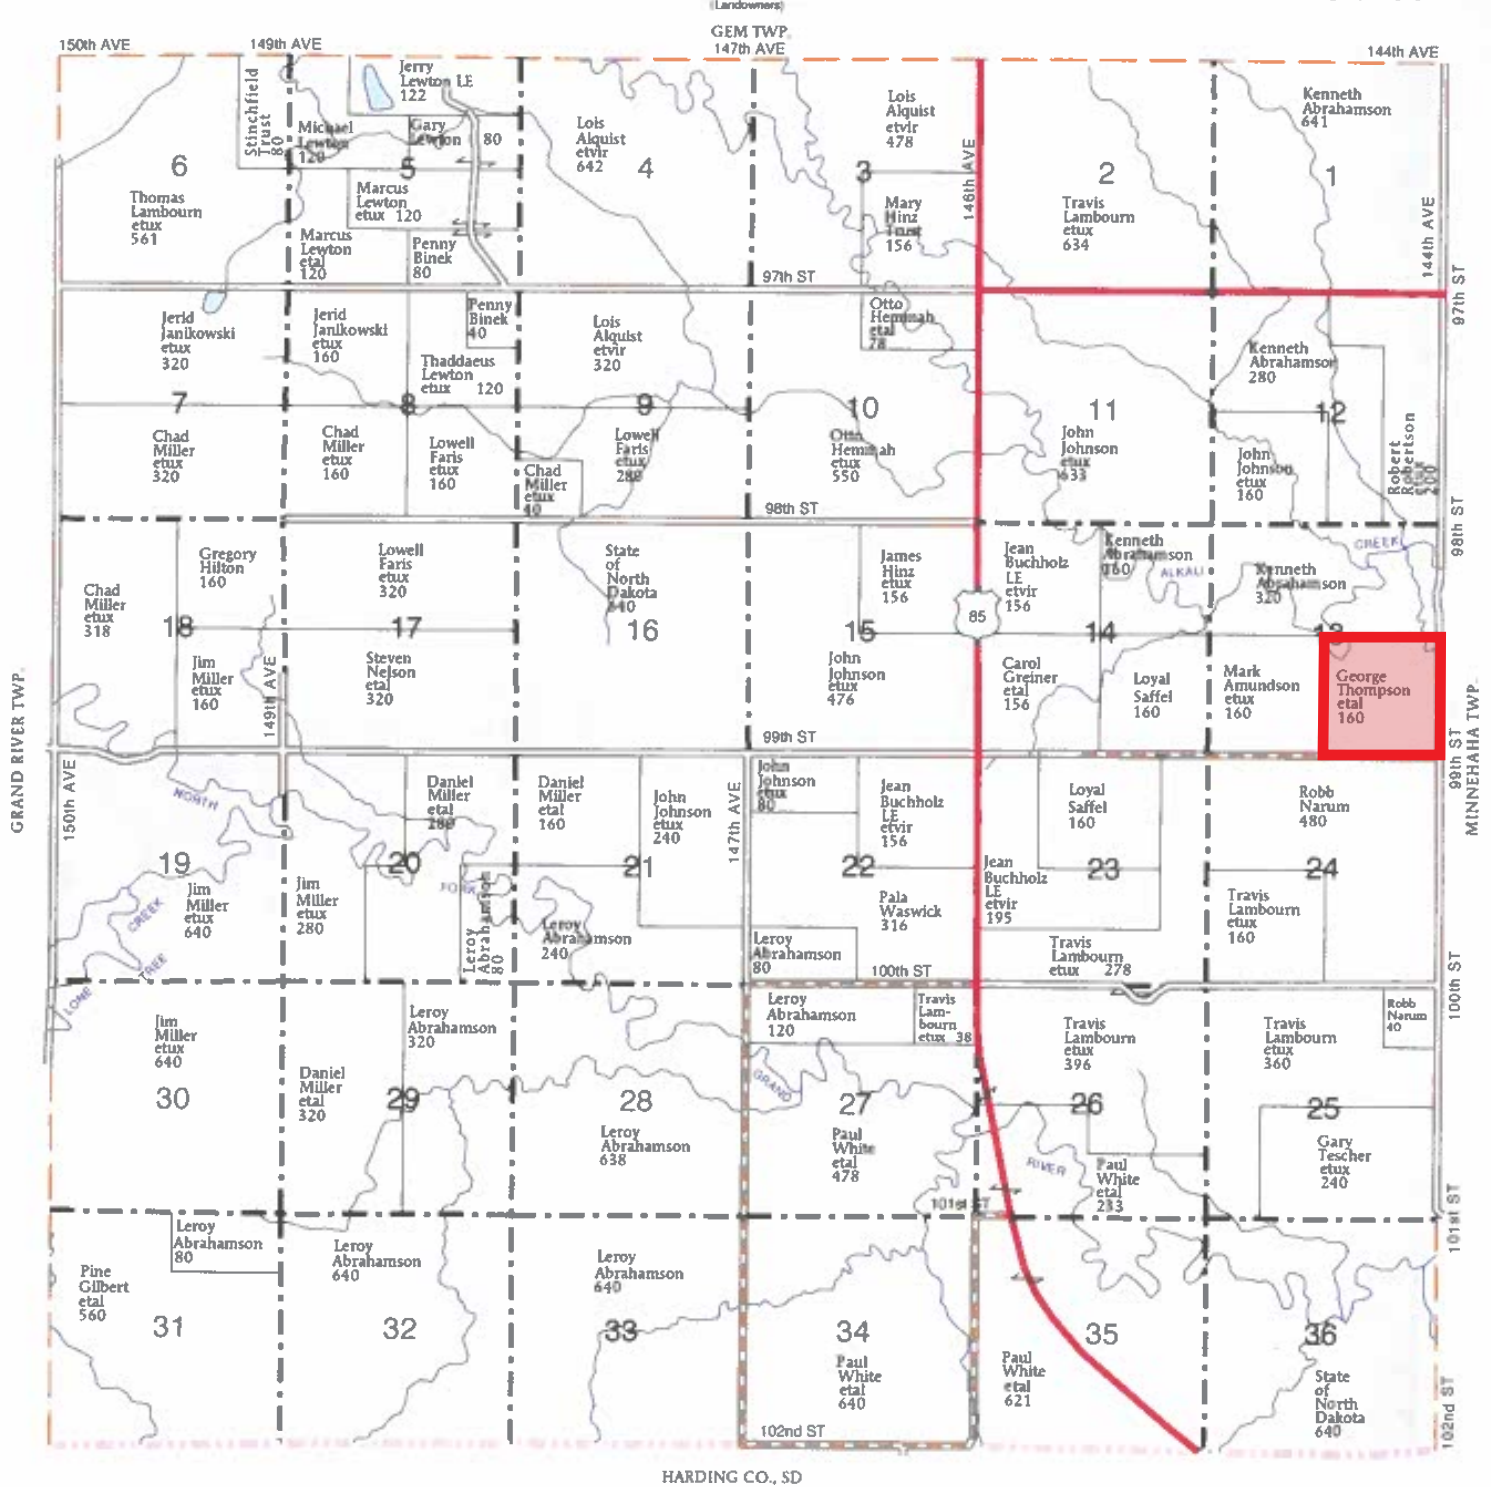 (Landowners)
GEM TWP.
150th AVE
149th AVE
147th AVE
144th AVE
Stinchfield
Trust
80
Michael
Lewton
120
Jerry
Lewton LE
122
Gary
Lewton
80
Lois
Alquist
etvir
642
Lois
Alquist
etvir
478
146th AVE
Kenneth
Abrahamson
641
6
5
4
3
2
1
Thomas
Lambourn
etux
561
Marcus
Lewton
etux 120
Marcus
Lewton
etal
120
Penny
Binek
80
Mary
Hinz
Trust
156
Travis
Lambourn
etux
634
144th AVE
97th ST
97th ST
Jerid
Janikowski
etux
320
Jerid
Janikowski
etux
160
Penny
Binek
40
Thaddaeus
Lewton
etux 120
Lois
Alquist
etvir
320
Otto
Heminah
etal
78
Kenneth
Abrahamson
280
7
8
9
10
11
12
Chad
Miller
etux
320
Chad
Miller
etux
160
Lowell
Faris
etux
160
Chad
Miller
etux
40
Lowell
Faris
etux
280
Otto
Heminah
etux
550
John
Johnson
etux
633
John
Johnson
etux
160
Robert
Robertson
etux
200
98th ST
98th ST
Chad
Miller
etux
318
Gregory
Hilton
160
Lowell
Faris
etux
320
State
of
North
Dakota
640
James
Hinz
etux
156
Jean
Buchholz
LE
etvir
156
Kenneth
Abrahamson
160
ALKALI
CREEK
Kenneth
Abrahamson
320
85
18
17
16
15
14
13
Jim
Miller
etux
160
149th AVE
Steven
Nelson
etal
320
John
Johnson
etux
476
Carol
Greiner
etal
156
Loyal
Saffel
160
Mark
Amundson
etux
160
George
Thompson
etal
160
GRAND RIVER TWP.
MINNEHAHA TWP.
99th ST
99th ST
150th AVE
NORTH
Daniel
Miller
etal
280
Daniel
Miller
etal
160
John
Johnson
etux
240
147th AVE
John
Johnson
etux
80
Jean
Buchholz
LE
etvir
156
Loyal
Saffel
160
Robb
Narum
480
19
20
21
22
23
24
Jim
Miller
etux
640
CREEK
TREE
LONE
Jim
Miller
etux
280
FORK
Leroy
Abrahamson
80
Leroy
Abrahamson
240
Leroy
Abrahamson
80
Pala
Waswick
316
Jean
Buchholz
LE
etvir
195
Travis
Lambourn
etux 278
Travis
Lambourn
etux
160
100th ST
100th ST
Jim
Miller
etux
640
Leroy
Abrahamson
320
Daniel
Miller
etal
320
Leroy
Abrahamson
120
Travis
Lam-
bourn
etux 38
Travis
Lambourn
etux
396
Travis
Lambourn
etux
360
Robb
Narum
40
30
29
28
27
26
25
GRAND
RIVER
Leroy
Abrahamson
638
Paul
White
etal
478
Paul
White
etal
233
Gary
Tescher
etux
240
101st ST
101st ST
Leroy
Abrahamson
80
Pine
Gilbert
etal
560
Leroy
Abrahamson
640
Leroy
Abrahamson
640
31
32
33
34
35
36
Paul
White
etal
640
Paul
White
etal
621
State
of
North
Dakota
640
102nd ST
102nd ST
HARDING CO., SD